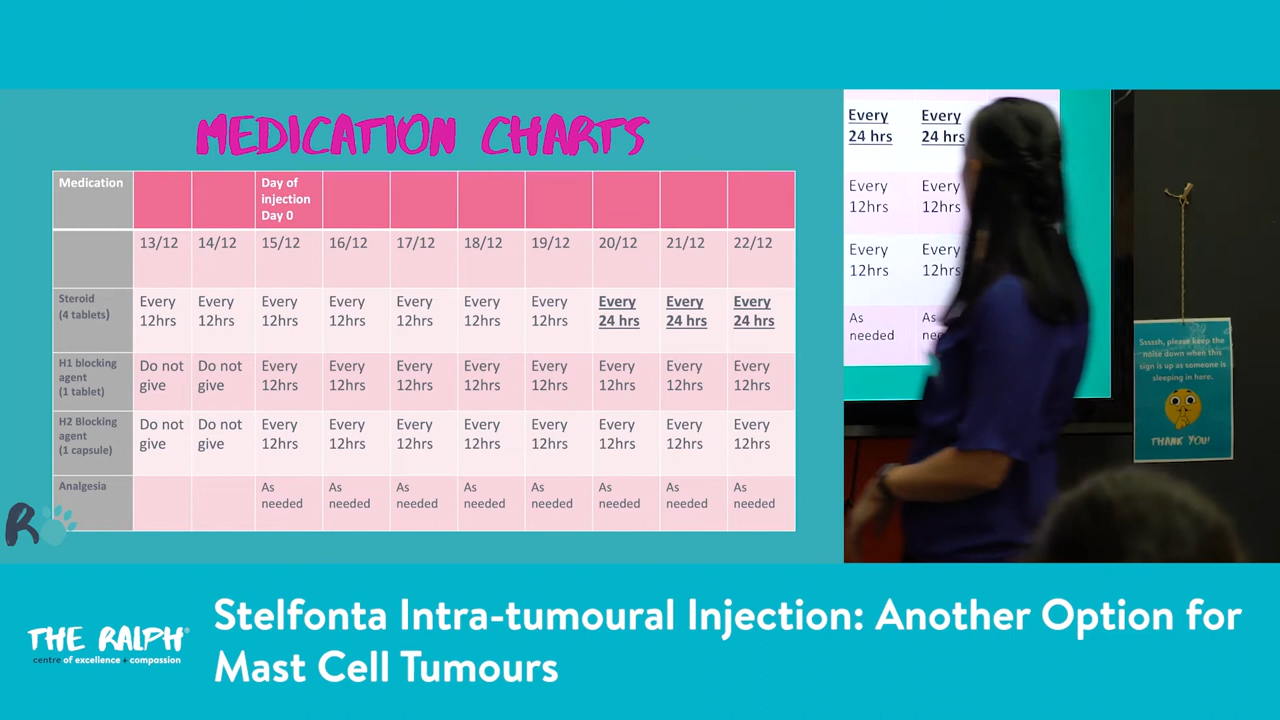 MEDICATION CHARTS
Medication
Day of
injection
Day 0
13/12 14/12 15/12 16/12 17/12 18/12 19/12 20/12 21/12 22/12
Steroid
(4 tablets)
Every Every Every Every Every Every Every Every Every Every
12hrs 12hrs 12hrs 12hrs 12hrs 12hrs 12hrs 24 hrs 24 hrs 24 hrs
H1 blocking
agent
(1 tablet)
Do not Do not Every Every Every Every Every Every Every Every
give give 12hrs 12hrs 12hrs 12hrs 12hrs 12hrs 12hrs 12hrs
H2 Blocking
agent
(1 capsule)
Do not Do not Every Every Every Every Every Every Every Every
give give 12hrs 12hrs 12hrs 12hrs 12hrs 12hrs 12hrs 12hrs
Analgesia
As As As As As As As As
needed needed needed needed needed needed needed needed
R
Every Every
24 hrs 24 hrs
Every Every
12hrs 12hrs
Every Every
12hrs 12hrs
As As
needed
Sssssh, please keep the
noise down when this
sign is up as someone is
sleeping in here.
THANK YOU!
THE RALPH®
centre of excellence + compassion
Stelfonta Intra-tumoural Injection: Another Option for
Mast Cell Tumours